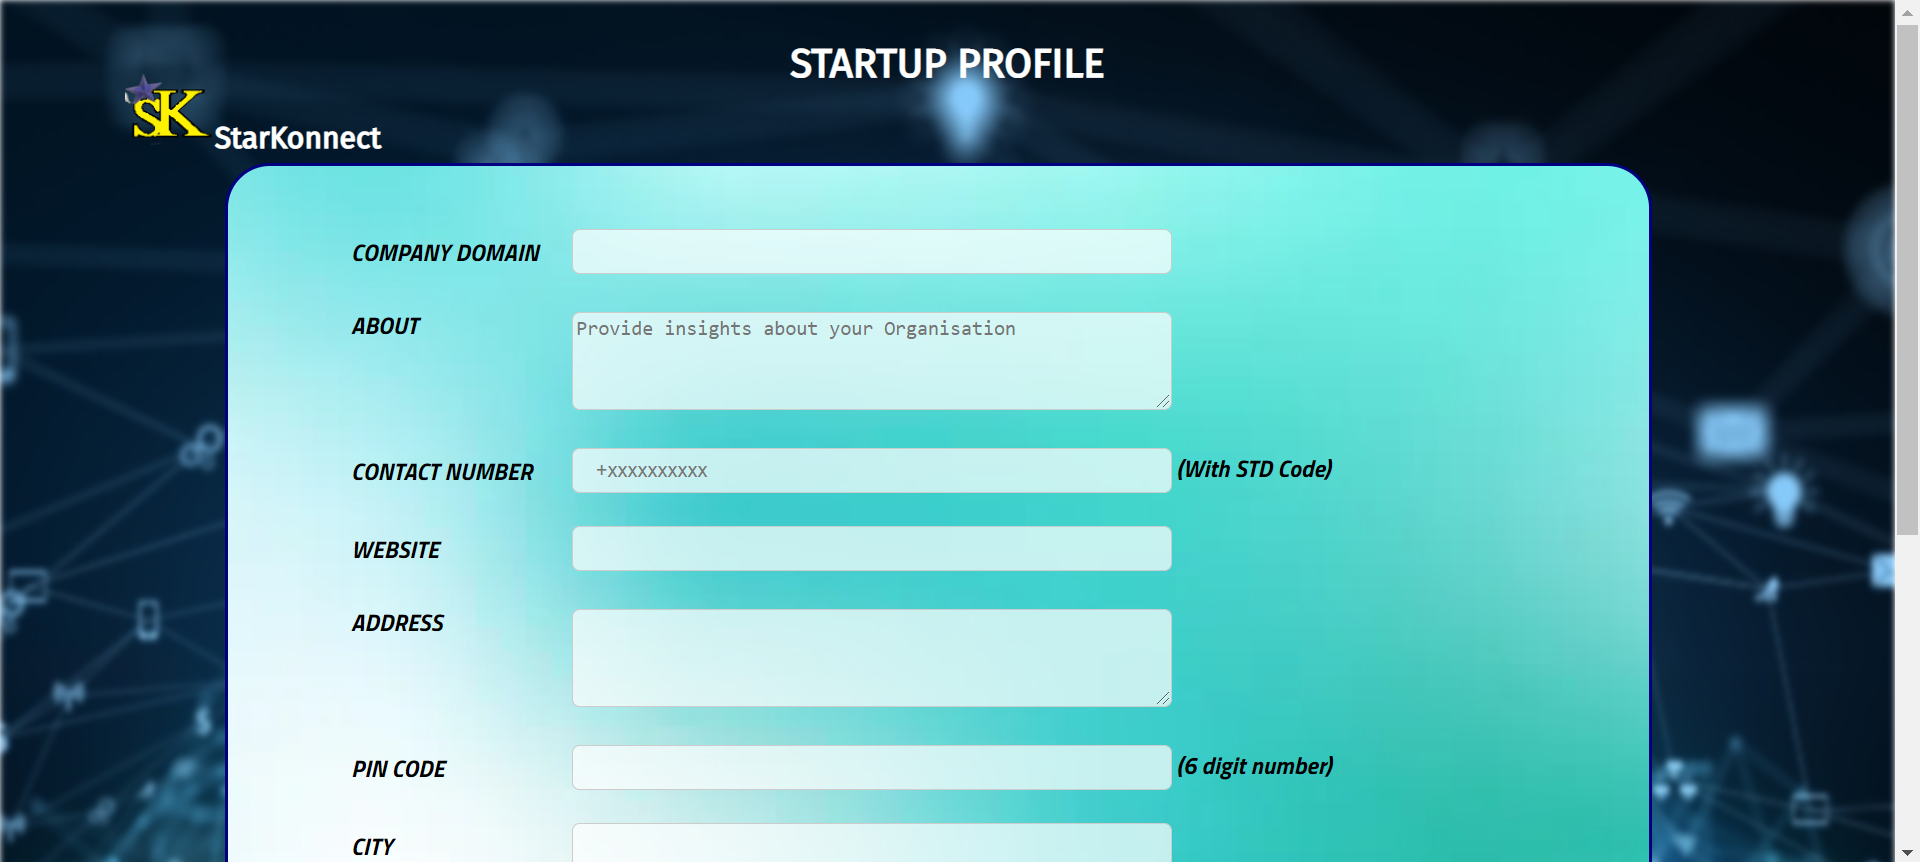 STARTUP PROFILE
SK StarKonnect
COMPANY DOMAIN
ABOUT
Provide insights about your Organisation
CONTACT NUMBER
+xxxxxxxxxx
(With STD Code)
WEBSITE
ADDRESS
PIN CODE
(6 digit number)
CITY